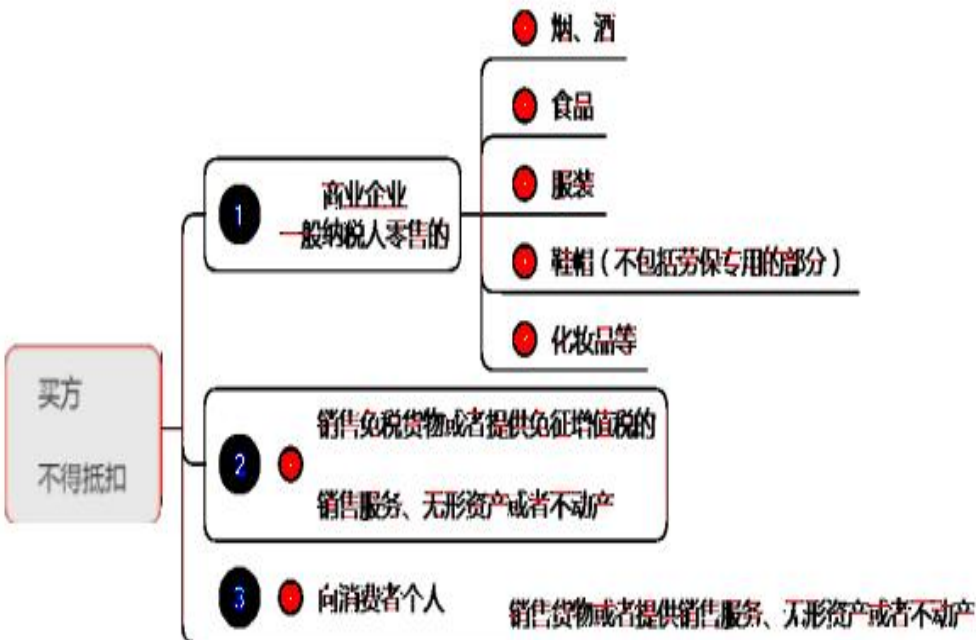 买方
不得抵扣
1
商业企业
一般纳税人零售的
烟、酒
食品
服装
鞋帽（不包括劳保专用的部分）
化妆品等
2
销售免税货物或者提供免征增值税的
销售服务、无形资产或者不动产
3
向消费者个人
销售货物或者提供销售服务、无形资产或者不动产